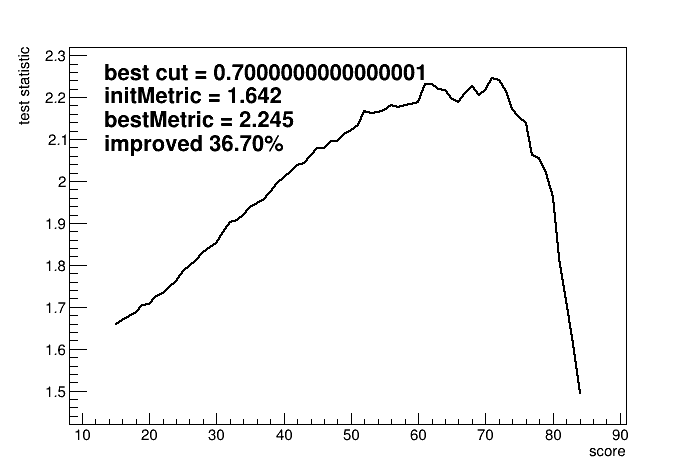 test statistic
2.3
2.2
2.1
2
1.9
1.8
1.7
1.6
1.5
best cut = 0.7000000000000001
initMetric = 1.642
bestMetric = 2.245
improved 36.70%
10 20 30 40 50 60 70 80 90
score